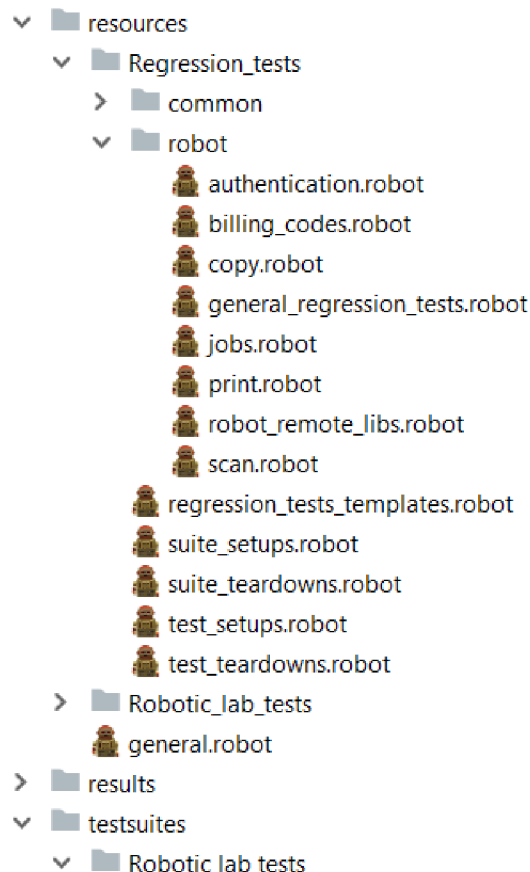 resources
Regression_tests
common
robot
authentication.robot
billing_codes.robot
copy.robot
general_regression_tests.robot
jobs.robot
print.robot
robot_remote_libs.robot
scan.robot
regression_tests_templates.robot
suite_setups.robot
suite_teardowns.robot
test_setups.robot
test_teardowns.robot
Robotic_lab_tests
general.robot
results
testsuites
Robotic lab tests